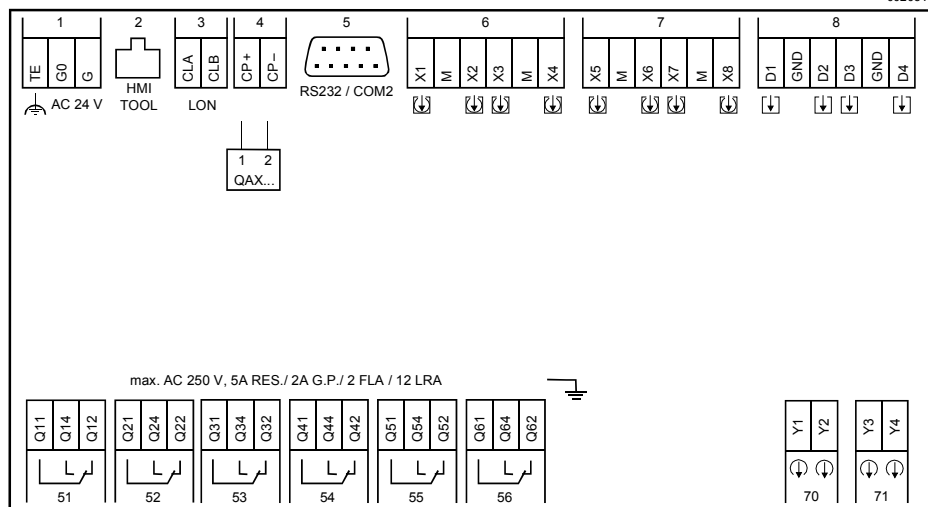 1 2 3 4 5 6 7 8
TE G0 G CLA CLB CP+ CP– X1 M X2 X3 M X4 X5 M X6 X7 M X8 D1 GND D2 D3 GND D4
AC 24 V HMI TOOL LON RS232 / COM2
1 2
QAX...
max. AC 250 V, 5A RES./ 2A G.P./ 2 FLA / 12 LRA
Q11 Q14 Q12 Q21 Q24 Q22 Q31 Q34 Q32 Q41 Q44 Q42 Q51 Q54 Q52 Q61 Q64 Q62 Y1 Y2 Y3 Y4
51 52 53 54 55 56 70 71